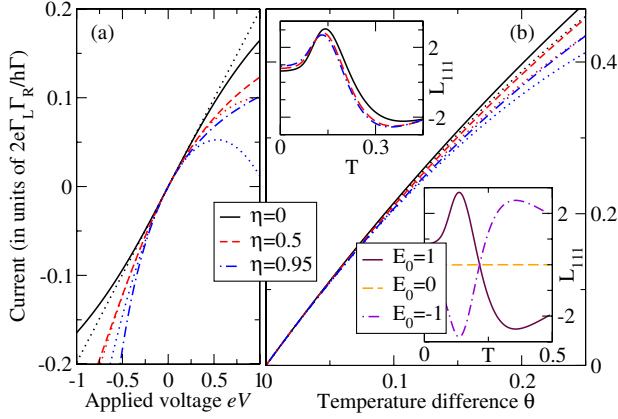 (a)
0.2
0.1
0
-0.1
-0.2
Current (in units of 2eΓ_LΓ_R/hΓ)
-1
-0.5
0
0.5
1
Applied voltage eV
η=0
η=0.5
η=0.95
(b)
2
-2
L_111
0
0.3
T
E_0=1
E_0=0
E_0=-1
2
-2
L_111
0
T
0.5
0.4
0.2
0
0
0.1
0.2
Temperature difference θ